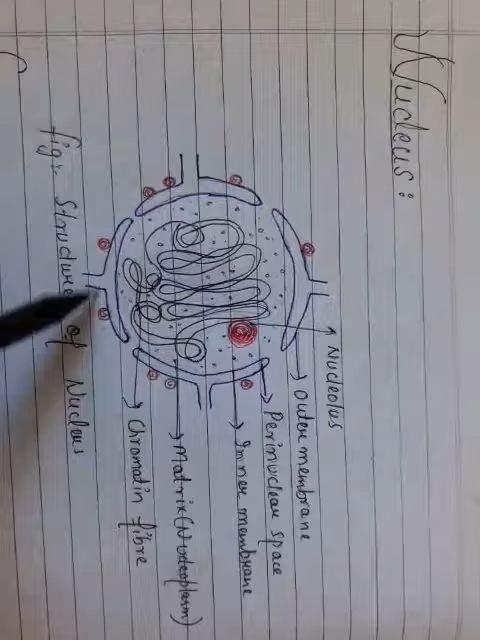 Nucleus:
Nucleolus
Outer membrane
Perinuclear space
Inner membrane
Matrix(Nucleoplasm)
Chromatin fibre
fig:- Structure of Nucleus